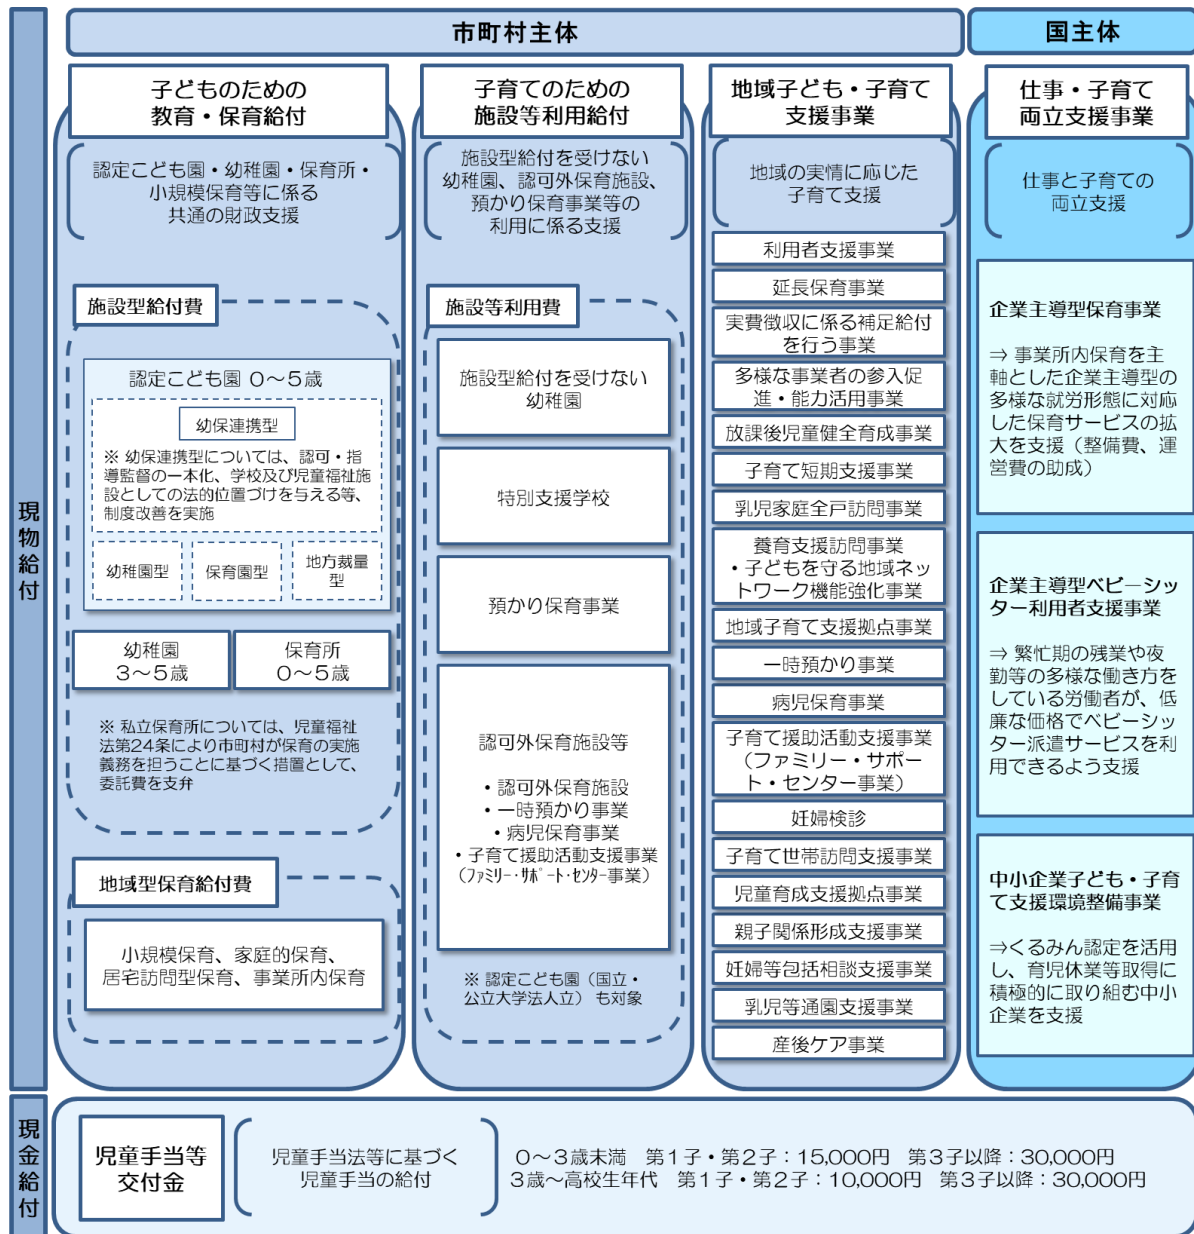 市町村主体
国主体
現物給付
子どものための
教育・保育給付
認定こども園・幼稚園・保育所・
小規模保育等に係る
共通の財政支援
施設型給付費
認定こども園 ０～５歳
幼保連携型
※ 幼保連携型については、認可・指
導監督の一本化、学校及び児童福祉施
設としての法的位置づけを与える等、
制度改善を実施
幼稚園型
保育園型
地方裁量
型
幼稚園
３～５歳
保育所
０～５歳
※ 私立保育所については、児童福祉
法第24条により市町村が保育の実施
義務を担うことに基づく措置として、
委託費を支弁
地域型保育給付費
小規模保育、家庭的保育、
居宅訪問型保育、事業所内保育
子育てのための
施設等利用給付
施設型給付を受けない
幼稚園、認可外保育施設、
預かり保育事業等の
利用に係る支援
施設等利用費
施設型給付を受けない
幼稚園
特別支援学校
預かり保育事業
認可外保育施設等
・認可外保育施設
・一時預かり事業
・病児保育事業
・子育て援助活動支援事業
（ﾌｧﾐﾘｰ・ｻﾎﾟｰﾄ・ｾﾝﾀｰ事業）
※ 認定こども園（国立・
公立大学法人立） も対象
地域子ども・子育て
支援事業
地域の実情に応じた
子育て支援
利用者支援事業
延長保育事業
実費徴収に係る補足給付
を行う事業
多様な事業者の参入促
進・能力活用事業
放課後児童健全育成事業
子育て短期支援事業
乳児家庭全戸訪問事業
養育支援訪問事業
・子どもを守る地域ネッ
トワーク機能強化事業
地域子育て支援拠点事業
一時預かり事業
病児保育事業
子育て援助活動支援事業
（ファミリー・サポー
ト・センター事業）
妊婦検診
子育て世帯訪問支援事業
児童育成支援拠点事業
親子関係形成支援事業
妊婦等包括相談支援事業
乳児等通園支援事業
産後ケア事業
仕事・子育て
両立支援事業
仕事と子育ての
両立支援
企業主導型保育事業
⇒ 事業所内保育を主
軸とした企業主導型の
多様な就労形態に対応
した保育サービスの拡
大を支援（整備費、運
営費の助成）
企業主導型ベビーシッ
ター利用者支援事業
⇒ 繁忙期の残業や夜
勤等の多様な働き方を
している労働者が、低
廉な価格でベビーシッ
ター派遣サービスを利
用できるよう支援
中小企業子ども・子育
て支援環境整備事業
⇒くるみん認定を活用
し、育児休業等取得に
積極的に取り組む中小
企業を支援
現金給付
児童手当等
交付金
児童手当法等に基づく
児童手当の給付
０～３歳未満 第１子・第２子：15,000円 第３子以降：30,000円
３歳～高校生年代 第１子・第２子：10,000円 第３子以降：30,000円